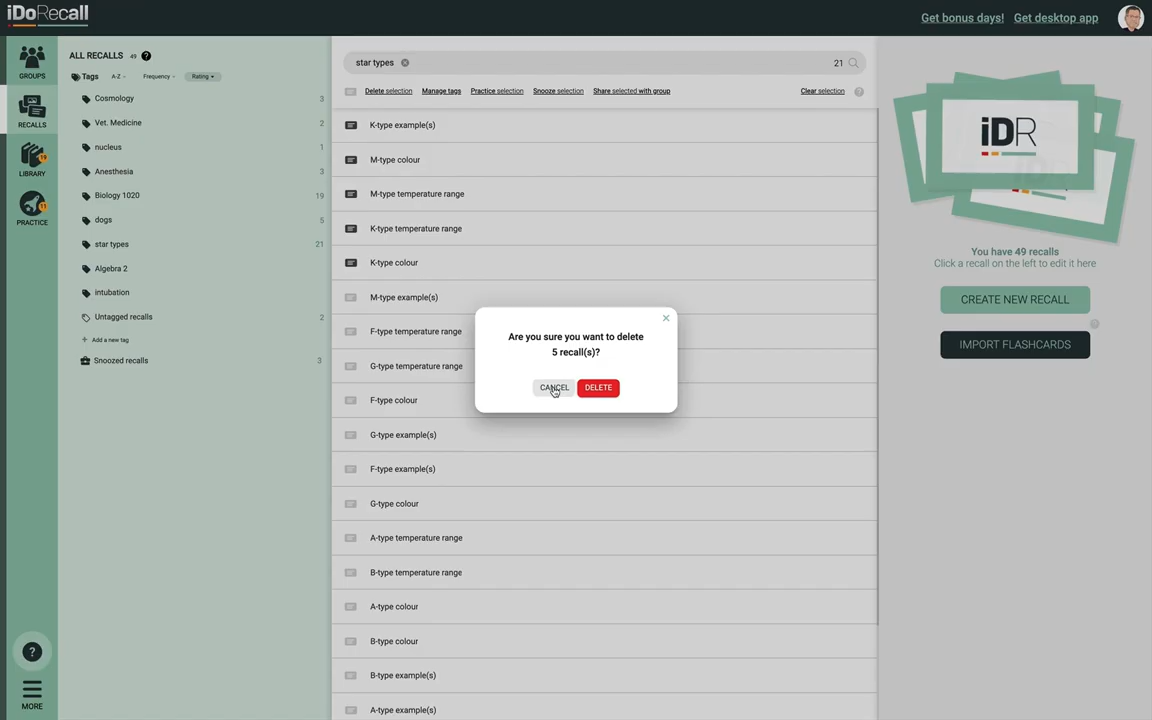 iDoRecall
Get bonus days!
Get desktop app
GROUPS
RECALLS
19
LIBRARY
11
PRACTICE
?
MORE
ALL RECALLS 49 ?
Tags A-Z Frequency Rating
Cosmology 3
Vet. Medicine 2
nucleus 1
Anesthesia 3
Biology 1020 19
dogs 5
star types 21
Algebra 2
intubation
Untagged recalls 2
+ Add a new tag
Snoozed recalls 3
star types 21
Delete selection Manage tags Practice selection Snooze selection Share selected with group Clear selection ?
K-type example(s)
M-type colour
M-type temperature range
K-type temperature range
K-type colour
M-type example(s)
F-type temperature range
G-type temperature range
F-type colour
G-type example(s)
F-type example(s)
G-type colour
A-type temperature range
B-type temperature range
A-type colour
B-type colour
B-type example(s)
A-type example(s)
Are you sure you want to delete
5 recall(s)?
CANCEL DELETE
iDR
You have 49 recalls
Click a recall on the left to edit it here
CREATE NEW RECALL
IMPORT FLASHCARDS